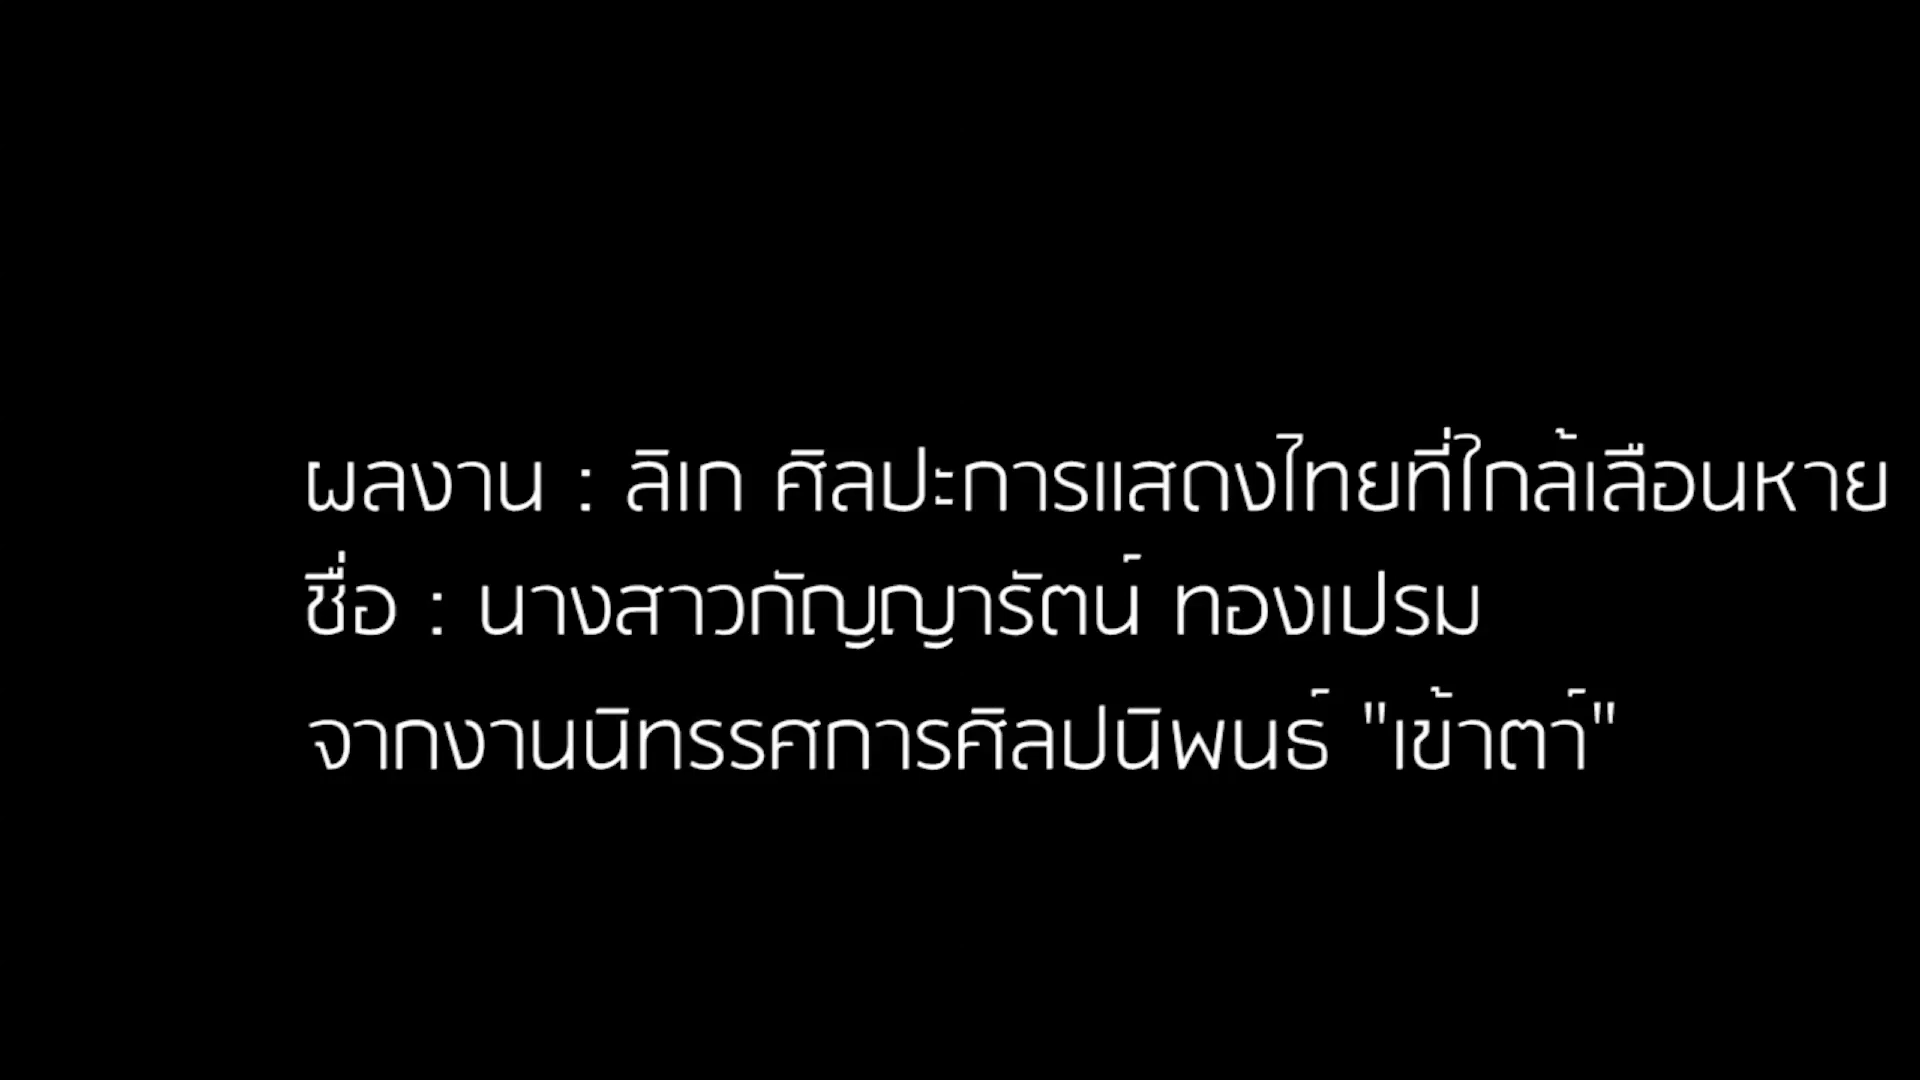 ผลงาน : ลิเก ศิลปะการแสดงไทยที่ใกล้เลือนหาย
ชื่อ : นางสาวกัญญารัตน์ ทองเปรม
จากงานนิทรรศการศิลปนิพนธ์ "เข้าตา์"